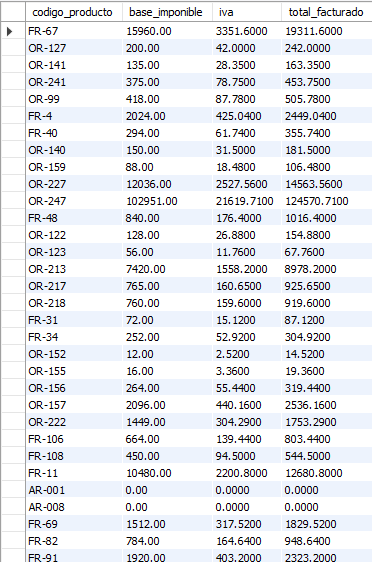 codigo_producto base_imponible iva total_facturado
FR-67 15960.00 3351.6000 19311.6000
OR-127 200.00 42.0000 242.0000
OR-141 135.00 28.3500 163.3500
OR-241 375.00 78.7500 453.7500
OR-99 418.00 87.7800 505.7800
FR-4 2024.00 425.0400 2449.0400
FR-40 294.00 61.7400 355.7400
OR-140 150.00 31.5000 181.5000
OR-159 88.00 18.4800 106.4800
OR-227 12036.00 2527.5600 14563.5600
OR-247 102951.00 21619.7100 124570.7100
FR-48 840.00 176.4000 1016.4000
OR-122 128.00 26.8800 154.8800
OR-123 56.00 11.7600 67.7600
OR-213 7420.00 1558.2000 8978.2000
OR-217 765.00 160.6500 925.6500
OR-218 760.00 159.6000 919.6000
FR-31 72.00 15.1200 87.1200
FR-34 252.00 52.9200 304.9200
OR-152 12.00 2.5200 14.5200
OR-155 16.00 3.3600 19.3600
OR-156 264.00 55.4400 319.4400
OR-157 2096.00 440.1600 2536.1600
OR-222 1449.00 304.2900 1753.2900
FR-106 664.00 139.4400 803.4400
FR-108 450.00 94.5000 544.5000
FR-11 10480.00 2200.8000 12680.8000
AR-001 0.00 0.0000 0.0000
AR-008 0.00 0.0000 0.0000
FR-69 1512.00 317.5200 1829.5200
FR-82 784.00 164.6400 948.6400
FR-91 1920.00 403.2000 2323.2000